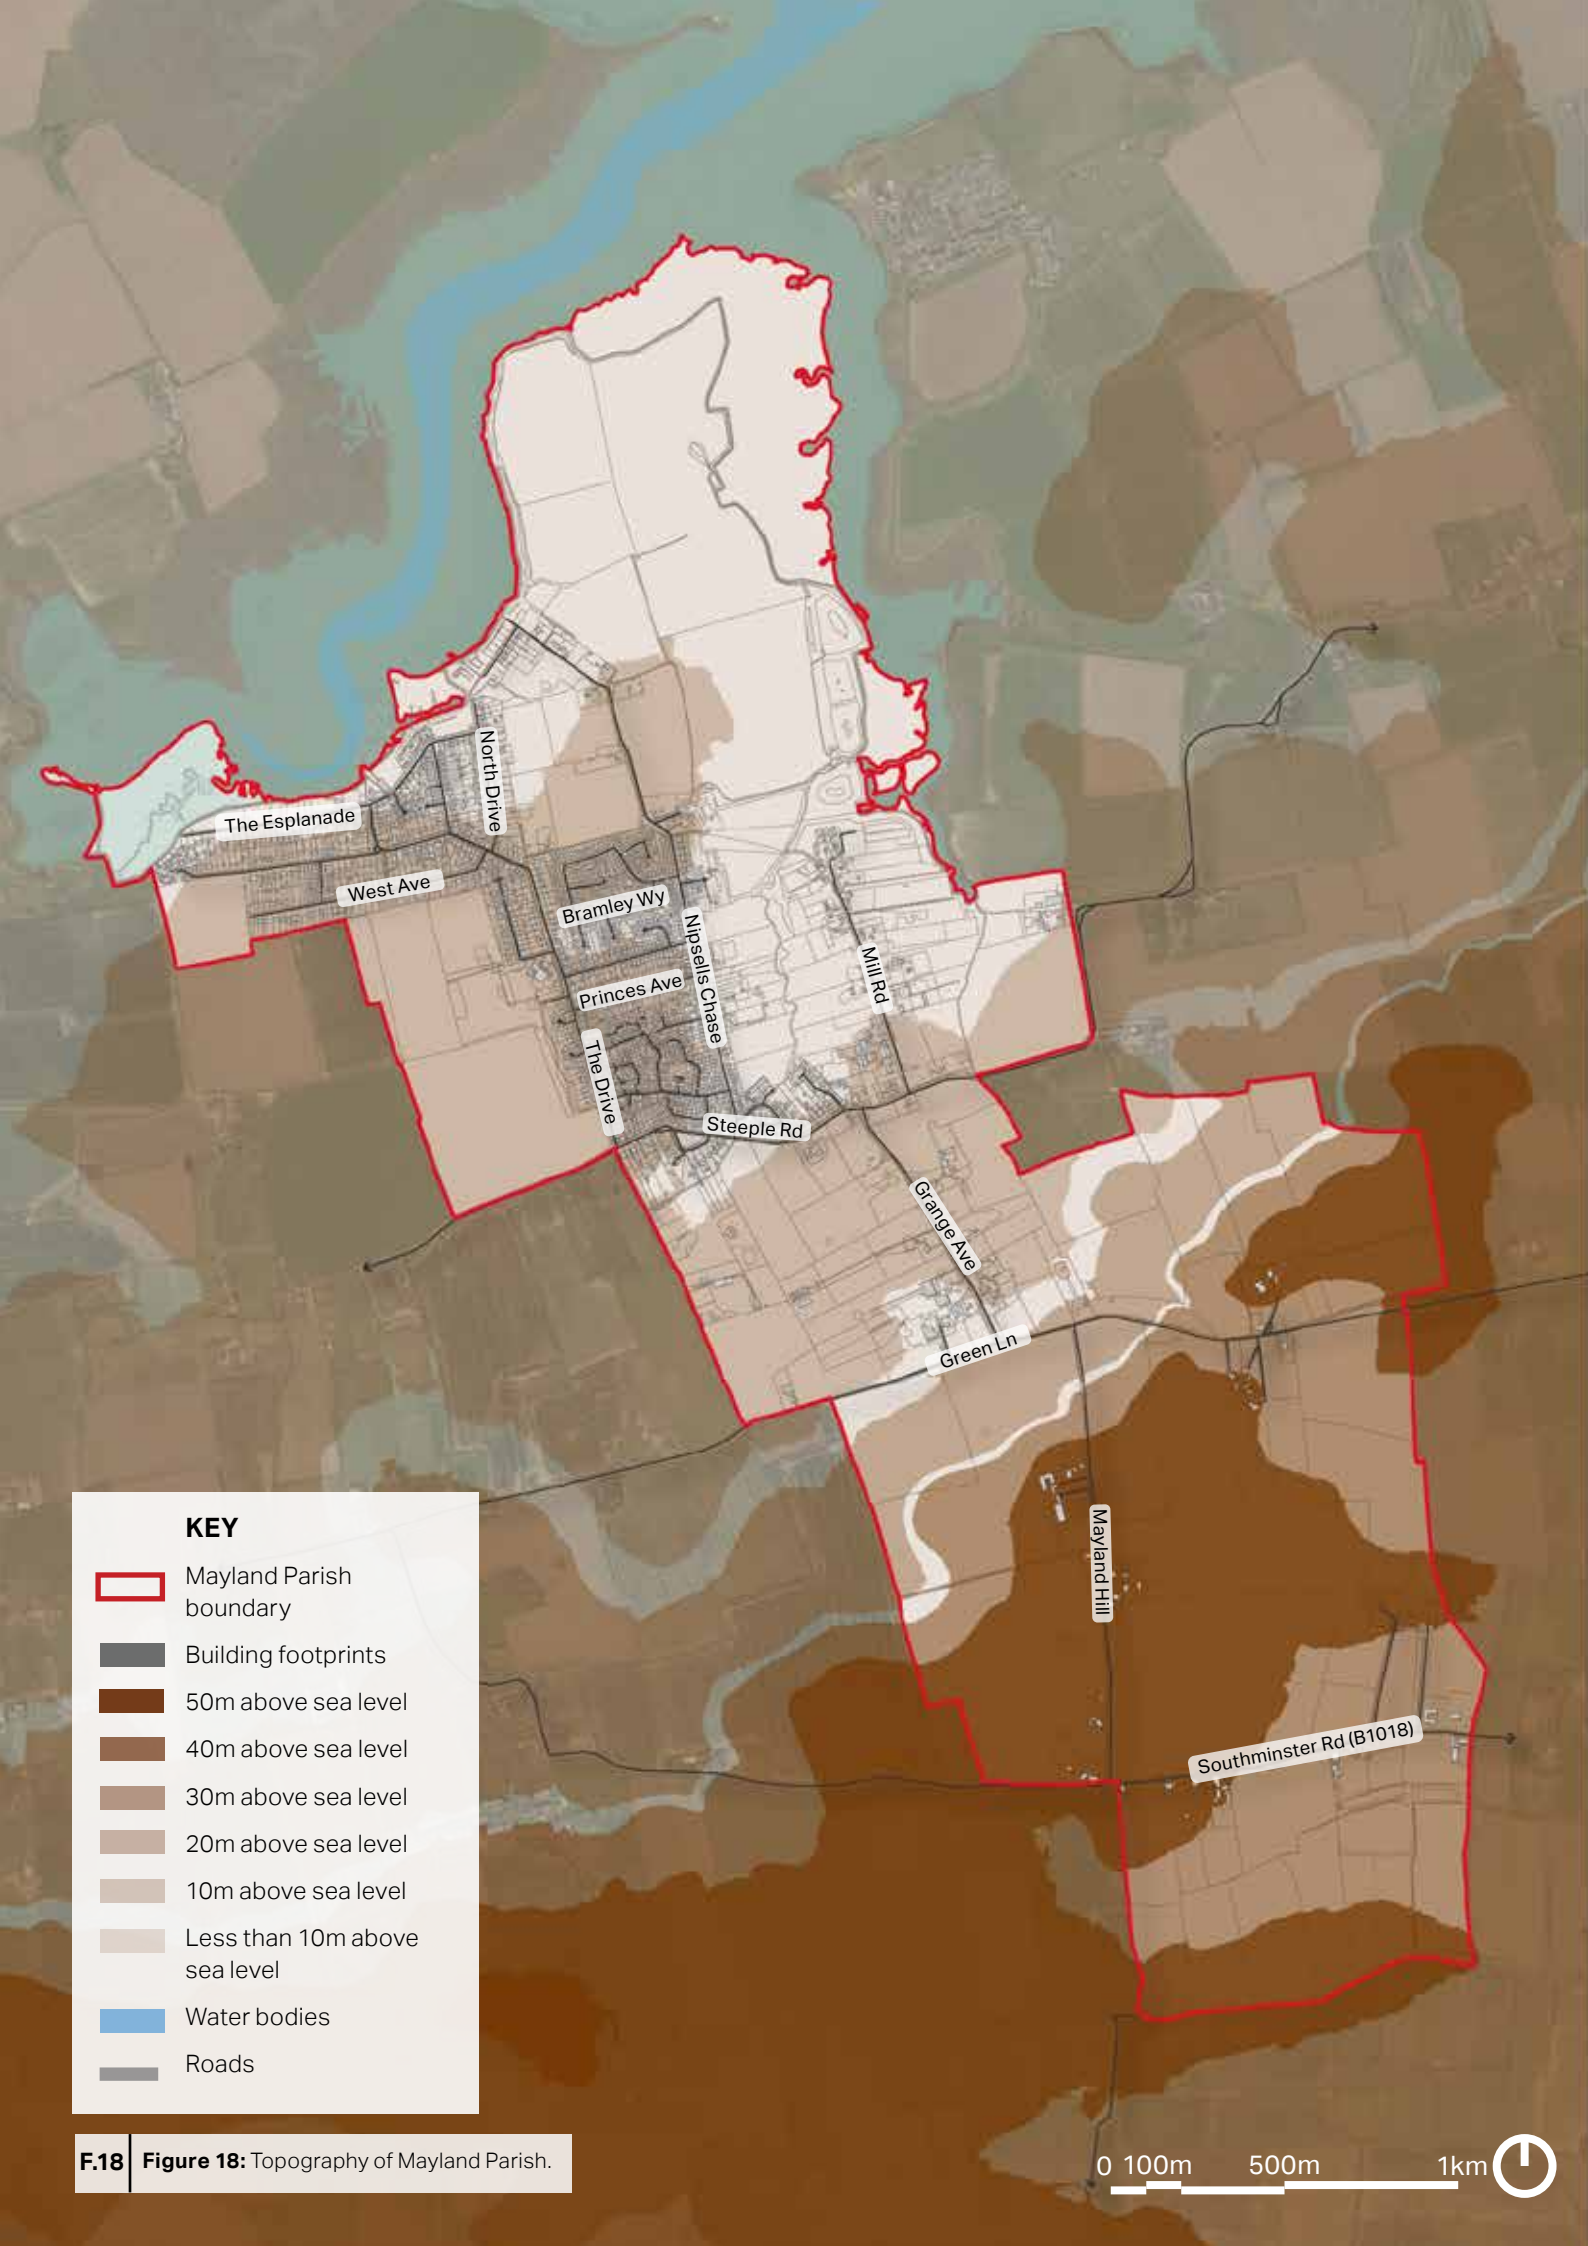 The Esplanade
North Drive
West Ave
Bramley Wy
Nipsells Chase
Princes Ave
Mill Rd
The Drive
Steeple Rd
Grange Ave
Green Ln
Mayland Hill
Southminster Rd (B1018)
KEY
Mayland Parish
boundary
Building footprints
50m above sea level
40m above sea level
30m above sea level
20m above sea level
10m above sea level
Less than 10m above
sea level
Water bodies
Roads
F.18 Figure 18: Topography of Mayland Parish.
0 100m 500m 1km